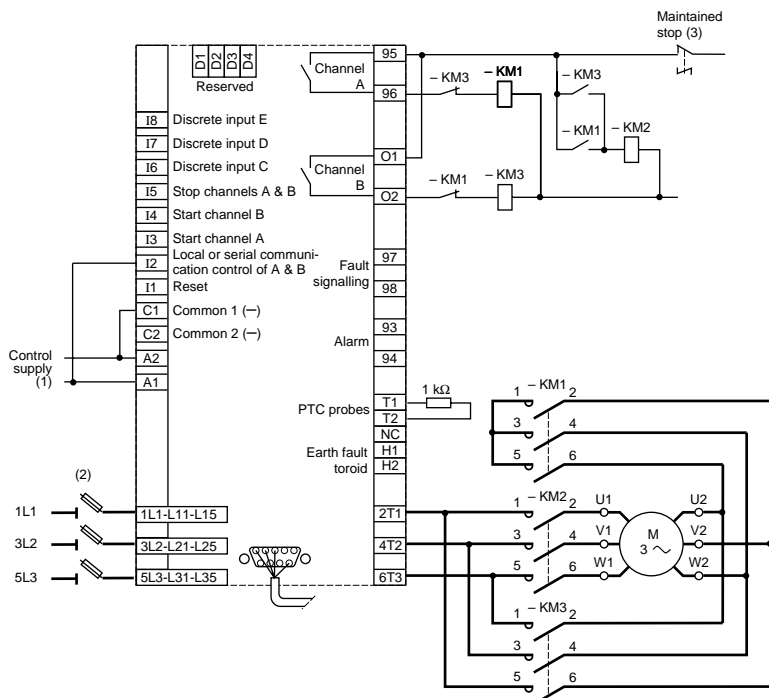 Maintained
stop (3)
D1
D2
D3
D4
Reserved
Channel
A
95
96
– KM3
– KM1
– KM3
– KM1
– KM2
I8 Discrete input E
I7 Discrete input D
I6 Discrete input C
I5 Stop channels A & B
I4 Start channel B
I3 Start channel A
I2 Local or serial communi-
cation control of A & B
I1 Reset
C1 Common 1 (–)
C2 Common 2 (–)
A2
A1
Control
supply
(1)
Channel
B
O1
O2
– KM1
– KM3
97
Fault
signalling
98
93
Alarm
94
PTC probes
T1
T2
1 kΩ
NC
Earth fault
toroid
H1
H2
1
– KM1
2
3
4
5
6
(2)
1L1
1L1-L11-L15
3L2
3L2-L21-L25
5L3
5L3-L31-L35
2T1
4T2
6T3
1
– KM2
2
3
4
5
6
U1
V1
W1
M
3
U2
V2
W2
1
– KM3
2
3
4
5
6